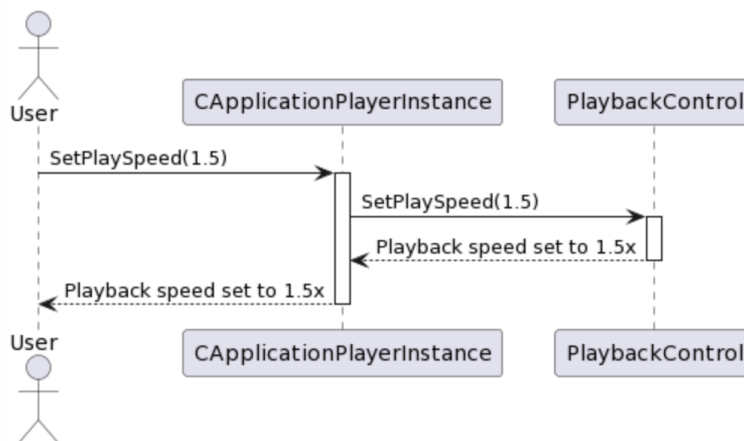 User
CApplicationPlayerInstance
PlaybackControl
SetPlaySpeed(1.5)
SetPlaySpeed(1.5)
Playback speed set to 1.5x
Playback speed set to 1.5x
User
CApplicationPlayerInstance
PlaybackControl